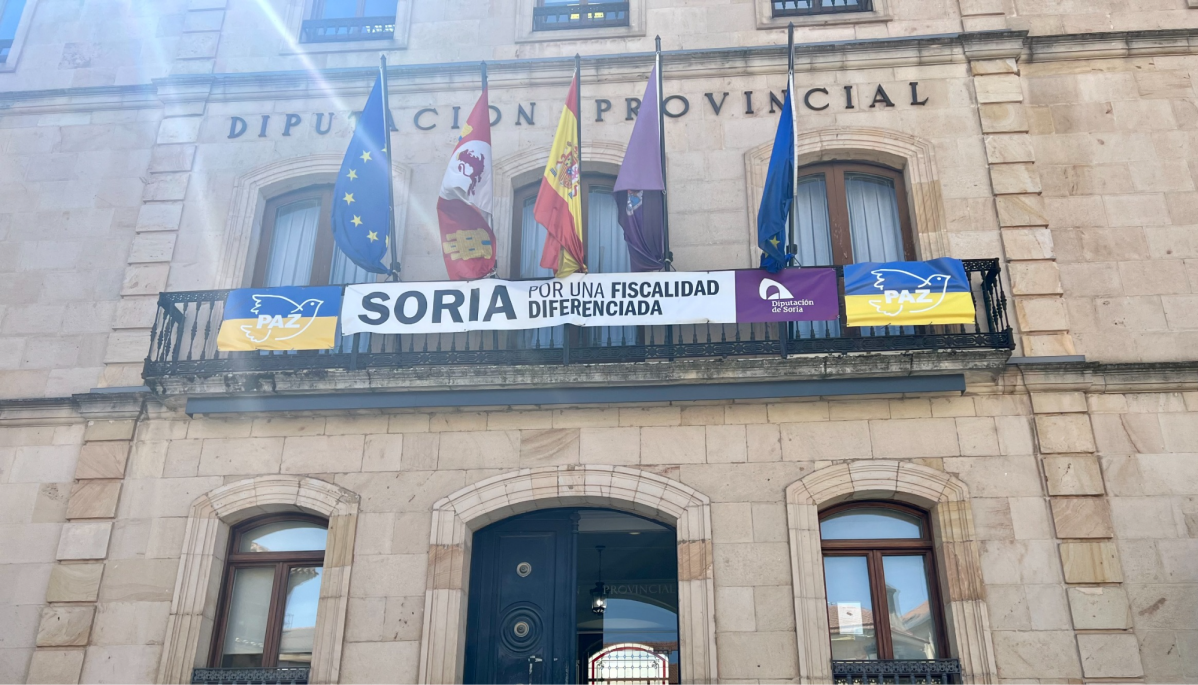 DIPUTACION PROVINCIAL
PAZ
SORIA
POR UNA FISCALIDAD
DIFERENCIADA
Diputación
de Soria
PAZ
PROVINCIAL